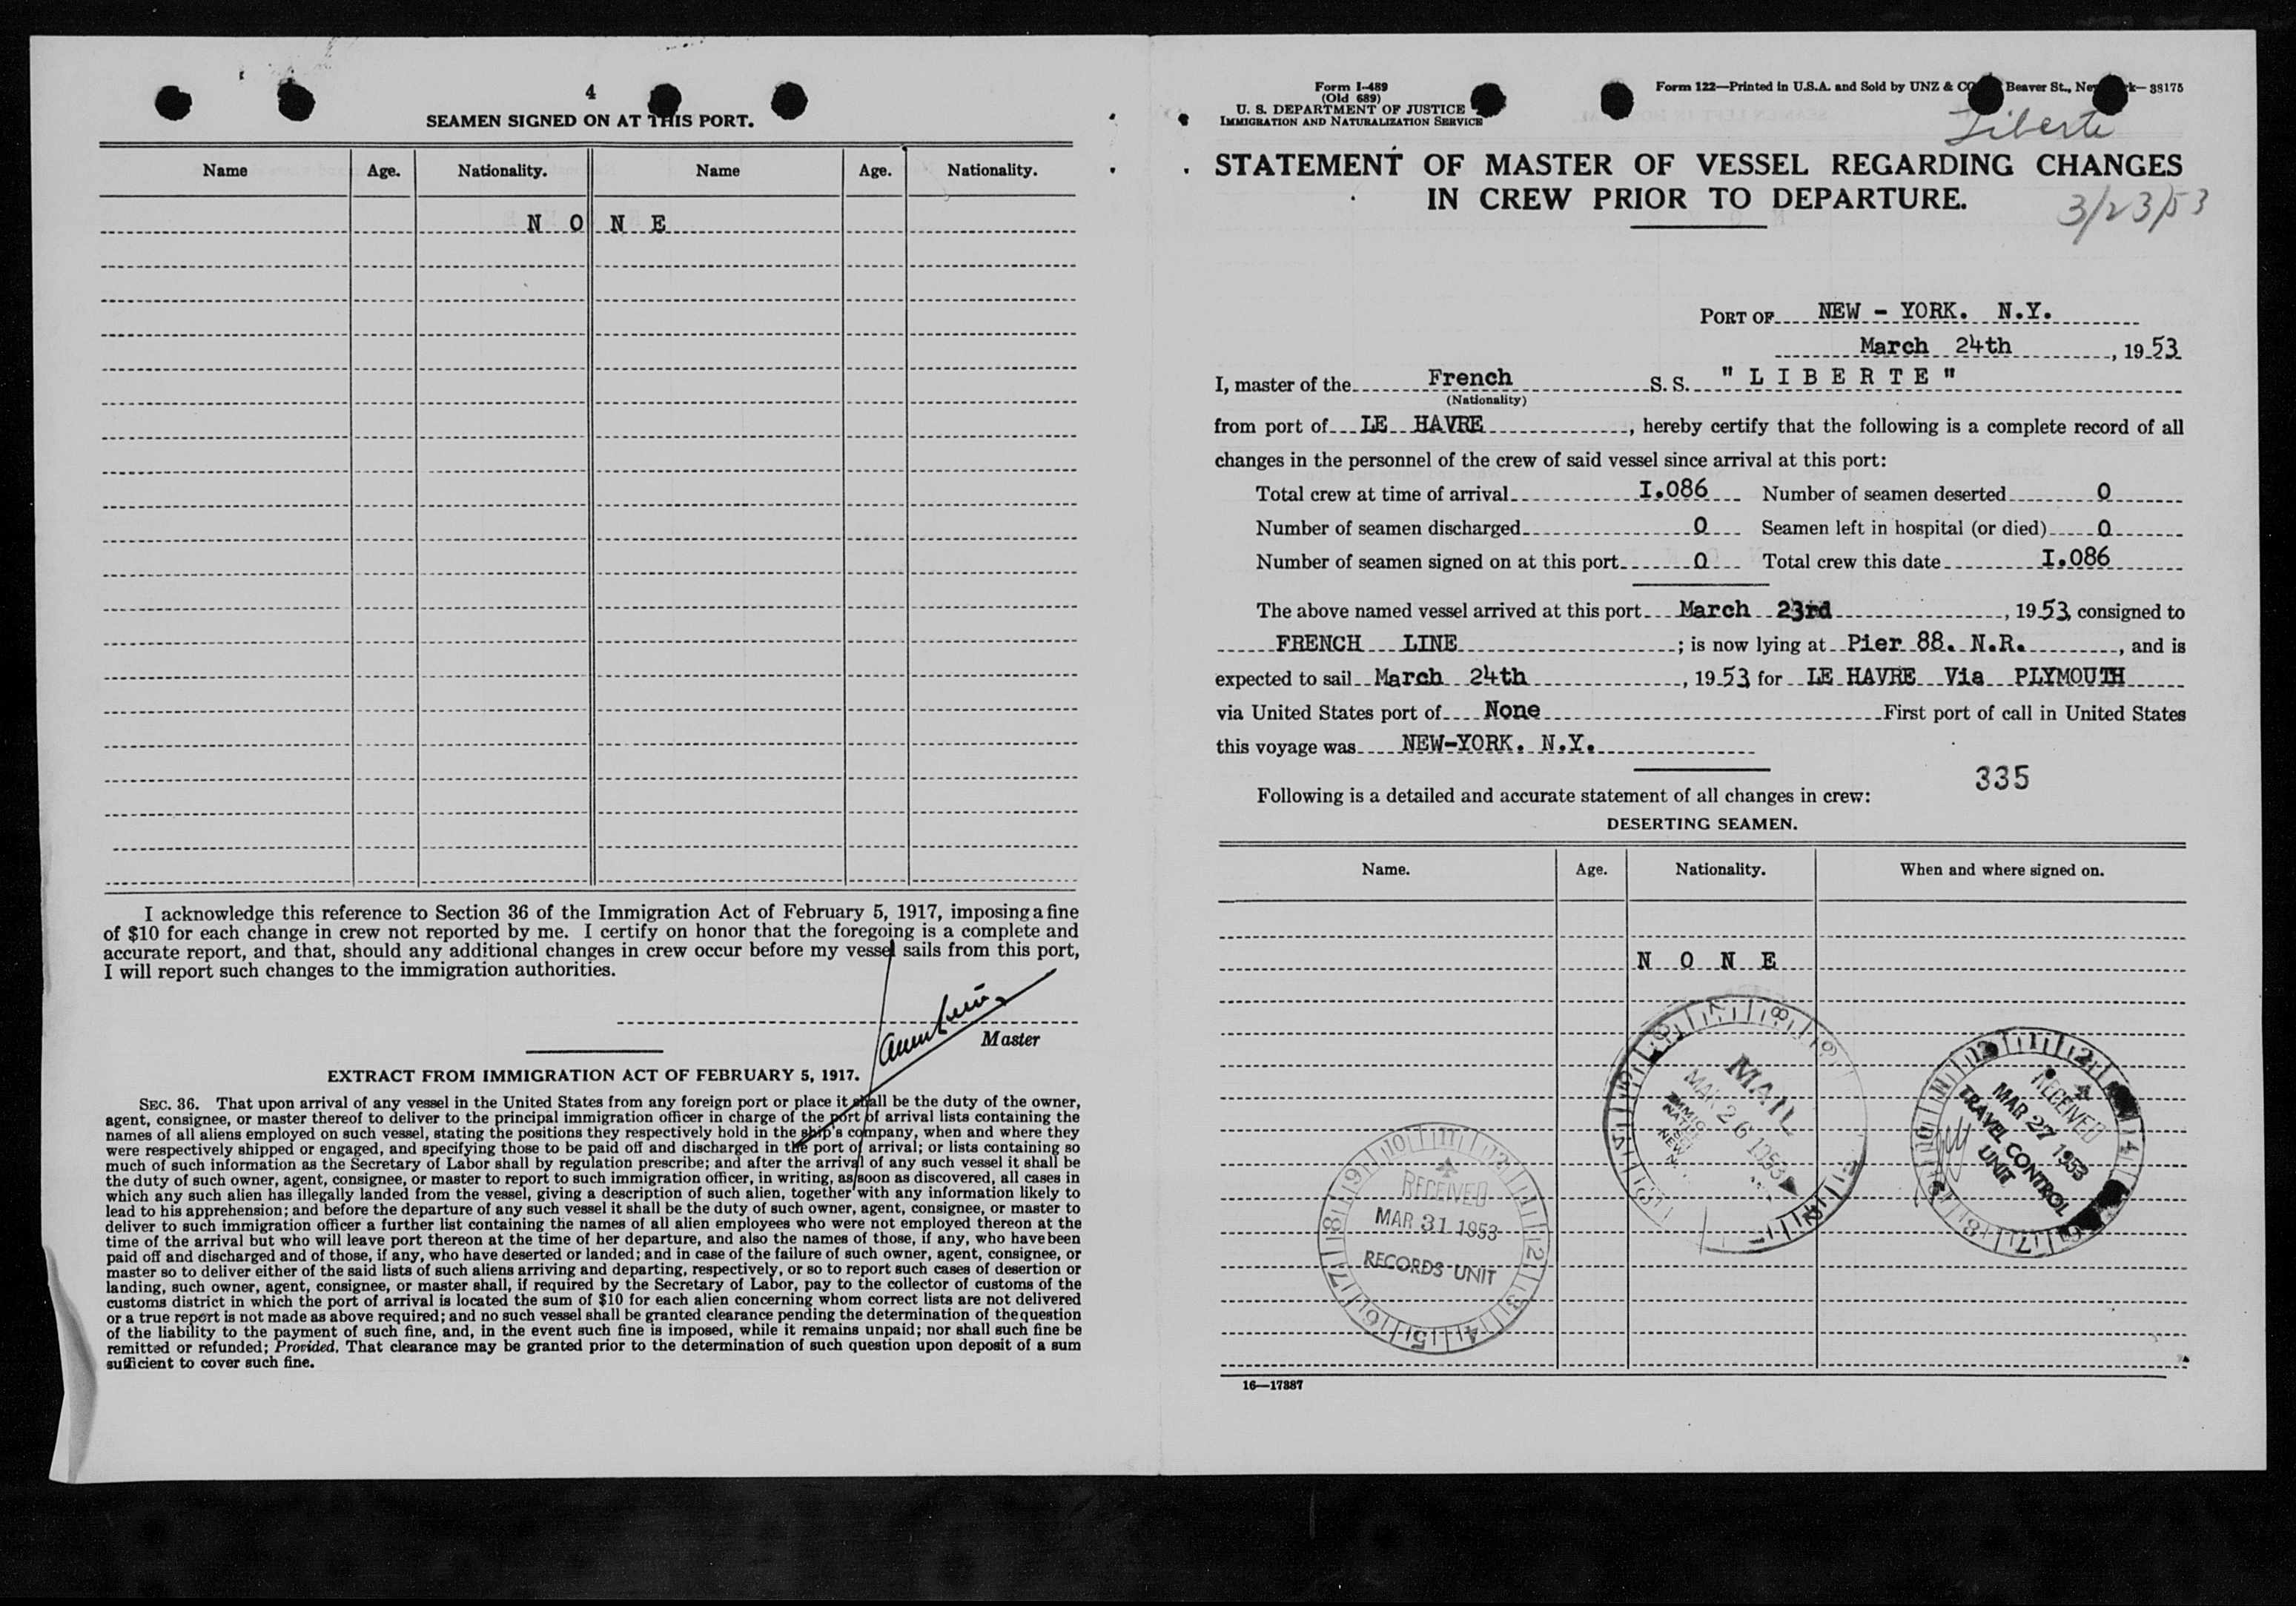 4
SEAMEN SIGNED ON AT THIS PORT.
Name Age. Nationality. Name Age. Nationality.
N O N E
I acknowledge this reference to Section 36 of the Immigration Act of February 5, 1917, imposing a fine
of $10 for each change in crew not reported by me. I certify on honor that the foregoing is a complete and
accurate report, and that, should any additional changes in crew occur before my vessel sails from this port,
I will report such changes to the immigration authorities.
Master
EXTRACT FROM IMMIGRATION ACT OF FEBRUARY 5, 1917.
SEC. 36. That upon arrival of any vessel in the United States from any foreign port or place it shall be the duty of the owner,
agent, consignee, or master thereof to deliver to the principal immigration officer in charge of the port of arrival lists containing the
names of all aliens employed on such vessel, stating the positions they respectively hold in the ship's company, when and where they
were respectively shipped or engaged, and specifying those to be paid off and discharged in the port of arrival; or lists containing so
much of such information as the Secretary of Labor shall by regulation prescribe; and after the arrival of any such vessel it shall be
the duty of such owner, agent, consignee, or master to report to such immigration officer, in writing, as soon as discovered, all cases in
which any such alien has illegally landed from the vessel, giving a description of such alien, together with any information likely to
lead to his apprehension; and before the departure of any such vessel it shall be the duty of such owner, agent, consignee, or master to
deliver to such immigration officer a further list containing the names of all alien employees who were not employed thereon at the
time of the arrival but who will leave port thereon at the time of her departure, and also the names of those, if any, who have been
paid off and discharged and of those, if any, who have deserted or landed; and in case of the failure of such owner, agent, consignee, or
master so to deliver either of the said lists of such aliens arriving and departing, respectively, or so to report such cases of desertion or
landing, such owner, agent, consignee, or master shall, if required by the Secretary of Labor, pay to the collector of customs of the
customs district in which the port of arrival is located the sum of $10 for each alien concerning whom correct lists are not delivered
or a true report is not made as above required; and no such vessel shall be granted clearance pending the determination of the question
of the liability to the payment of such fine, and, in the event such fine is imposed, while it remains unpaid; nor shall such fine be
remitted or refunded; Provided, That clearance may be granted prior to the determination of such question upon deposit of a sum
sufficient to cover such fine.
Form I-489
(Old 689)
U. S. DEPARTMENT OF JUSTICE
IMMIGRATION AND NATURALIZATION SERVICE
Form 122—Printed in U.S.A. and Sold by UNZ & CO Beaver St., New 38175
Liberte
STATEMENT OF MASTER OF VESSEL REGARDING CHANGES
IN CREW PRIOR TO DEPARTURE.
3/23/53
PORT OF NEW - YORK. N.Y.
March 24th, 1953
I, master of the French S. S. " L I B E R T E "
(Nationality)
from port of LE HAVRE, hereby certify that the following is a complete record of all
changes in the personnel of the crew of said vessel since arrival at this port:
Total crew at time of arrival I.086 Number of seamen deserted 0
Number of seamen discharged 0 Seamen left in hospital (or died) 0
Number of seamen signed on at this port 0 Total crew this date I.086
The above named vessel arrived at this port March 23rd, 1953, consigned to
FRENCH LINE; is now lying at Pier 88. N.R., and is
expected to sail March 24th, 1953 for LE HAVRE Via PLYMOUTH
via United States port of None First port of call in United States
this voyage was NEW-YORK. N.Y.
335
Following is a detailed and accurate statement of all changes in crew:
DESERTING SEAMEN.
Name. Age. Nationality. When and where signed on.
N O N E
MAIL
MAR 26 1953
RECEIVED
MAR 27 1953
TRAVEL CONTROL
UNIT
RECEIVED
MAR 31 1953
RECORDS UNIT
16—17887